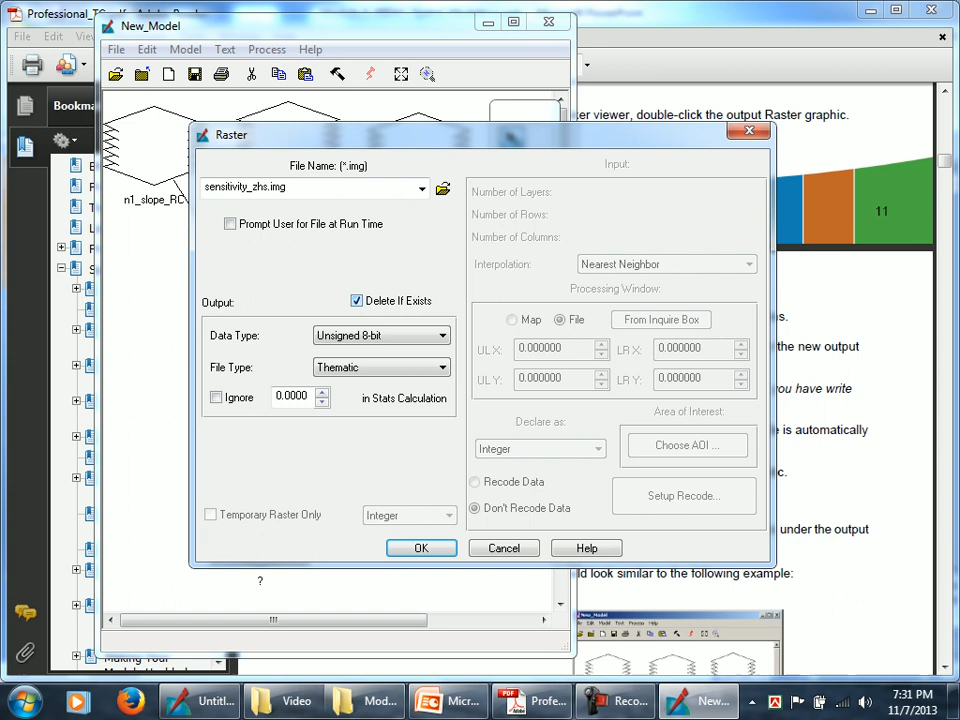 New_Model
File Edit Model Text Process Help
Bookma
n1_slope_RC
er viewer, double-click the output Raster graphic.
11
the new output
you have write
e is automatically
under the output
ld look similar to the following example:
Raster
File Name: (*.img)
sensitivity_zhs.img
Prompt User for File at Run Time
Output:
Delete If Exists
Data Type:
Unsigned 8-bit
File Type:
Thematic
Ignore
0.0000
in Stats Calculation
Temporary Raster Only
Integer
Input:
Number of Layers:
Number of Rows:
Number of Columns:
Interpolation:
Nearest Neighbor
Processing Window:
Map
File
From Inquire Box
UL X:
0.000000
LR X:
0.000000
UL Y:
0.000000
LR Y:
0.000000
Declare as:
Integer
Area of Interest:
Choose AOI ...
Recode Data
Don't Recode Data
Setup Recode...
OK
Cancel
Help
?
Untitl...
Video
Mod...
Micr...
Profe...
Reco...
New...
7:31 PM
11/7/2013